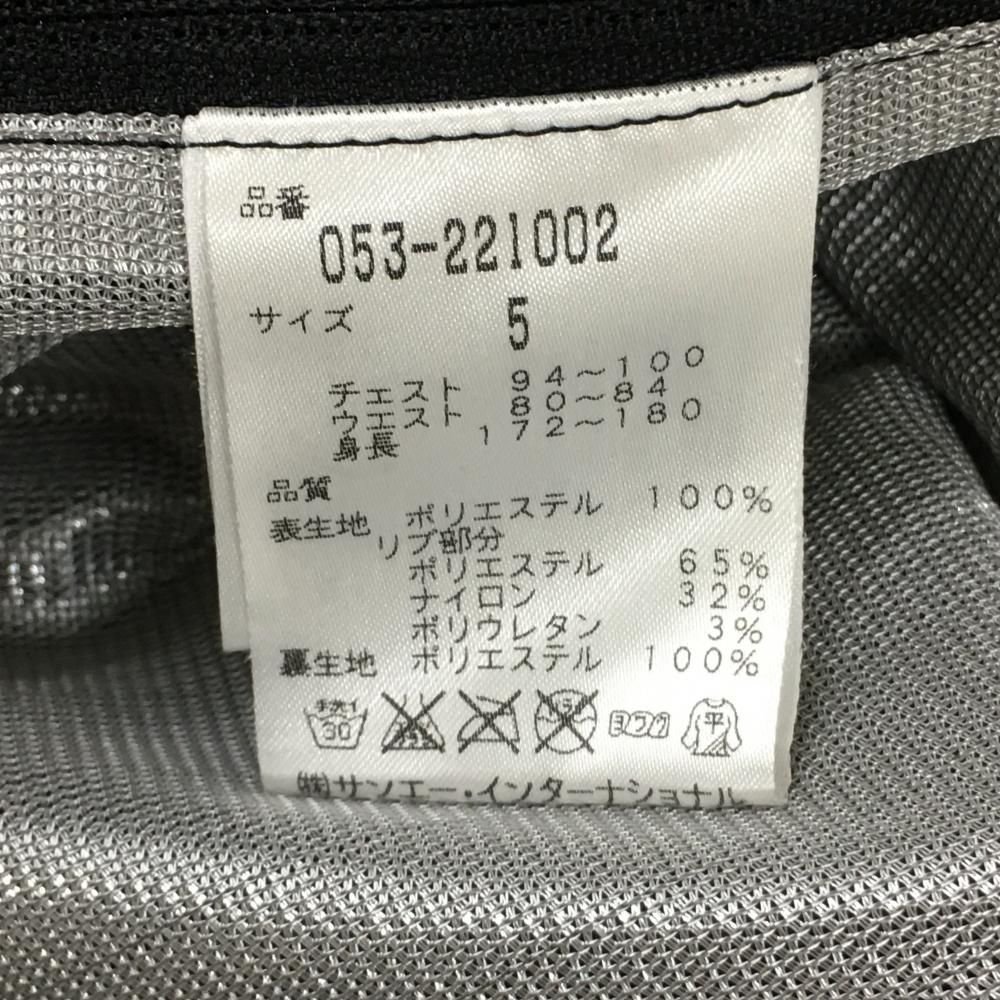 品番
053-221002
サイズ 5
チェスト 94～100
ウエスト 80～84
身長 172～180
品質
表生地 ポリエステル 100%
リブ部分
ポリエステル 65%
ナイロン 32%
ポリウレタン 3%
裏生地 ポリエステル 100%
手洗イ 30 ヨワク 平
㈱サンエー・インターナショナル